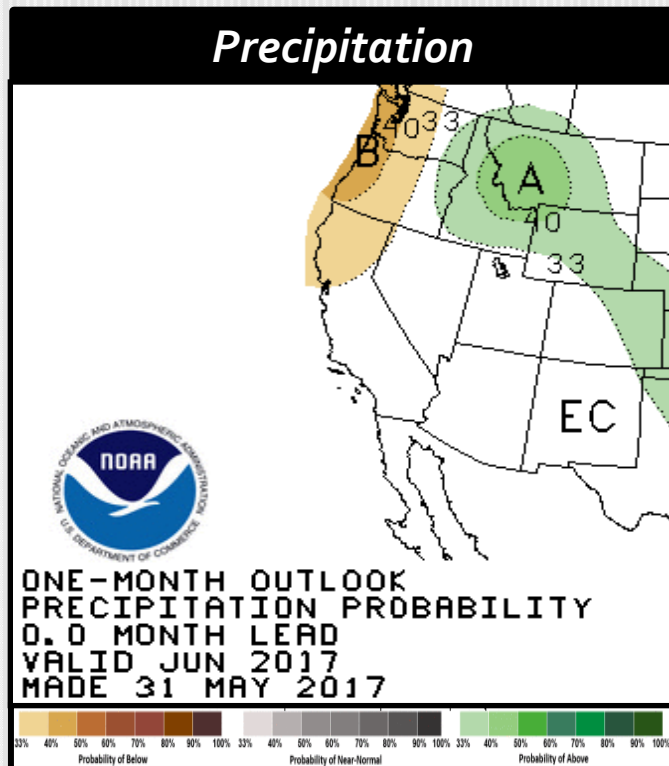 Precipitation
40 33
B
A
40
33
EC
NATIONAL OCEANIC AND ATMOSPHERIC ADMINISTRATION
NOAA
U.S. DEPARTMENT OF COMMERCE
ONE-MONTH OUTLOOK
PRECIPITATION PROBABILITY
0.0 MONTH LEAD
VALID JUN 2017
MADE 31 MAY 2017
33% 40% 50% 60% 70% 80% 90% 100% 33% 40% 50% 60% 70% 80% 90% 100% 33% 40% 50% 60% 70% 80% 90% 100%
Probability of Below Probability of Near-Normal Probability of Above